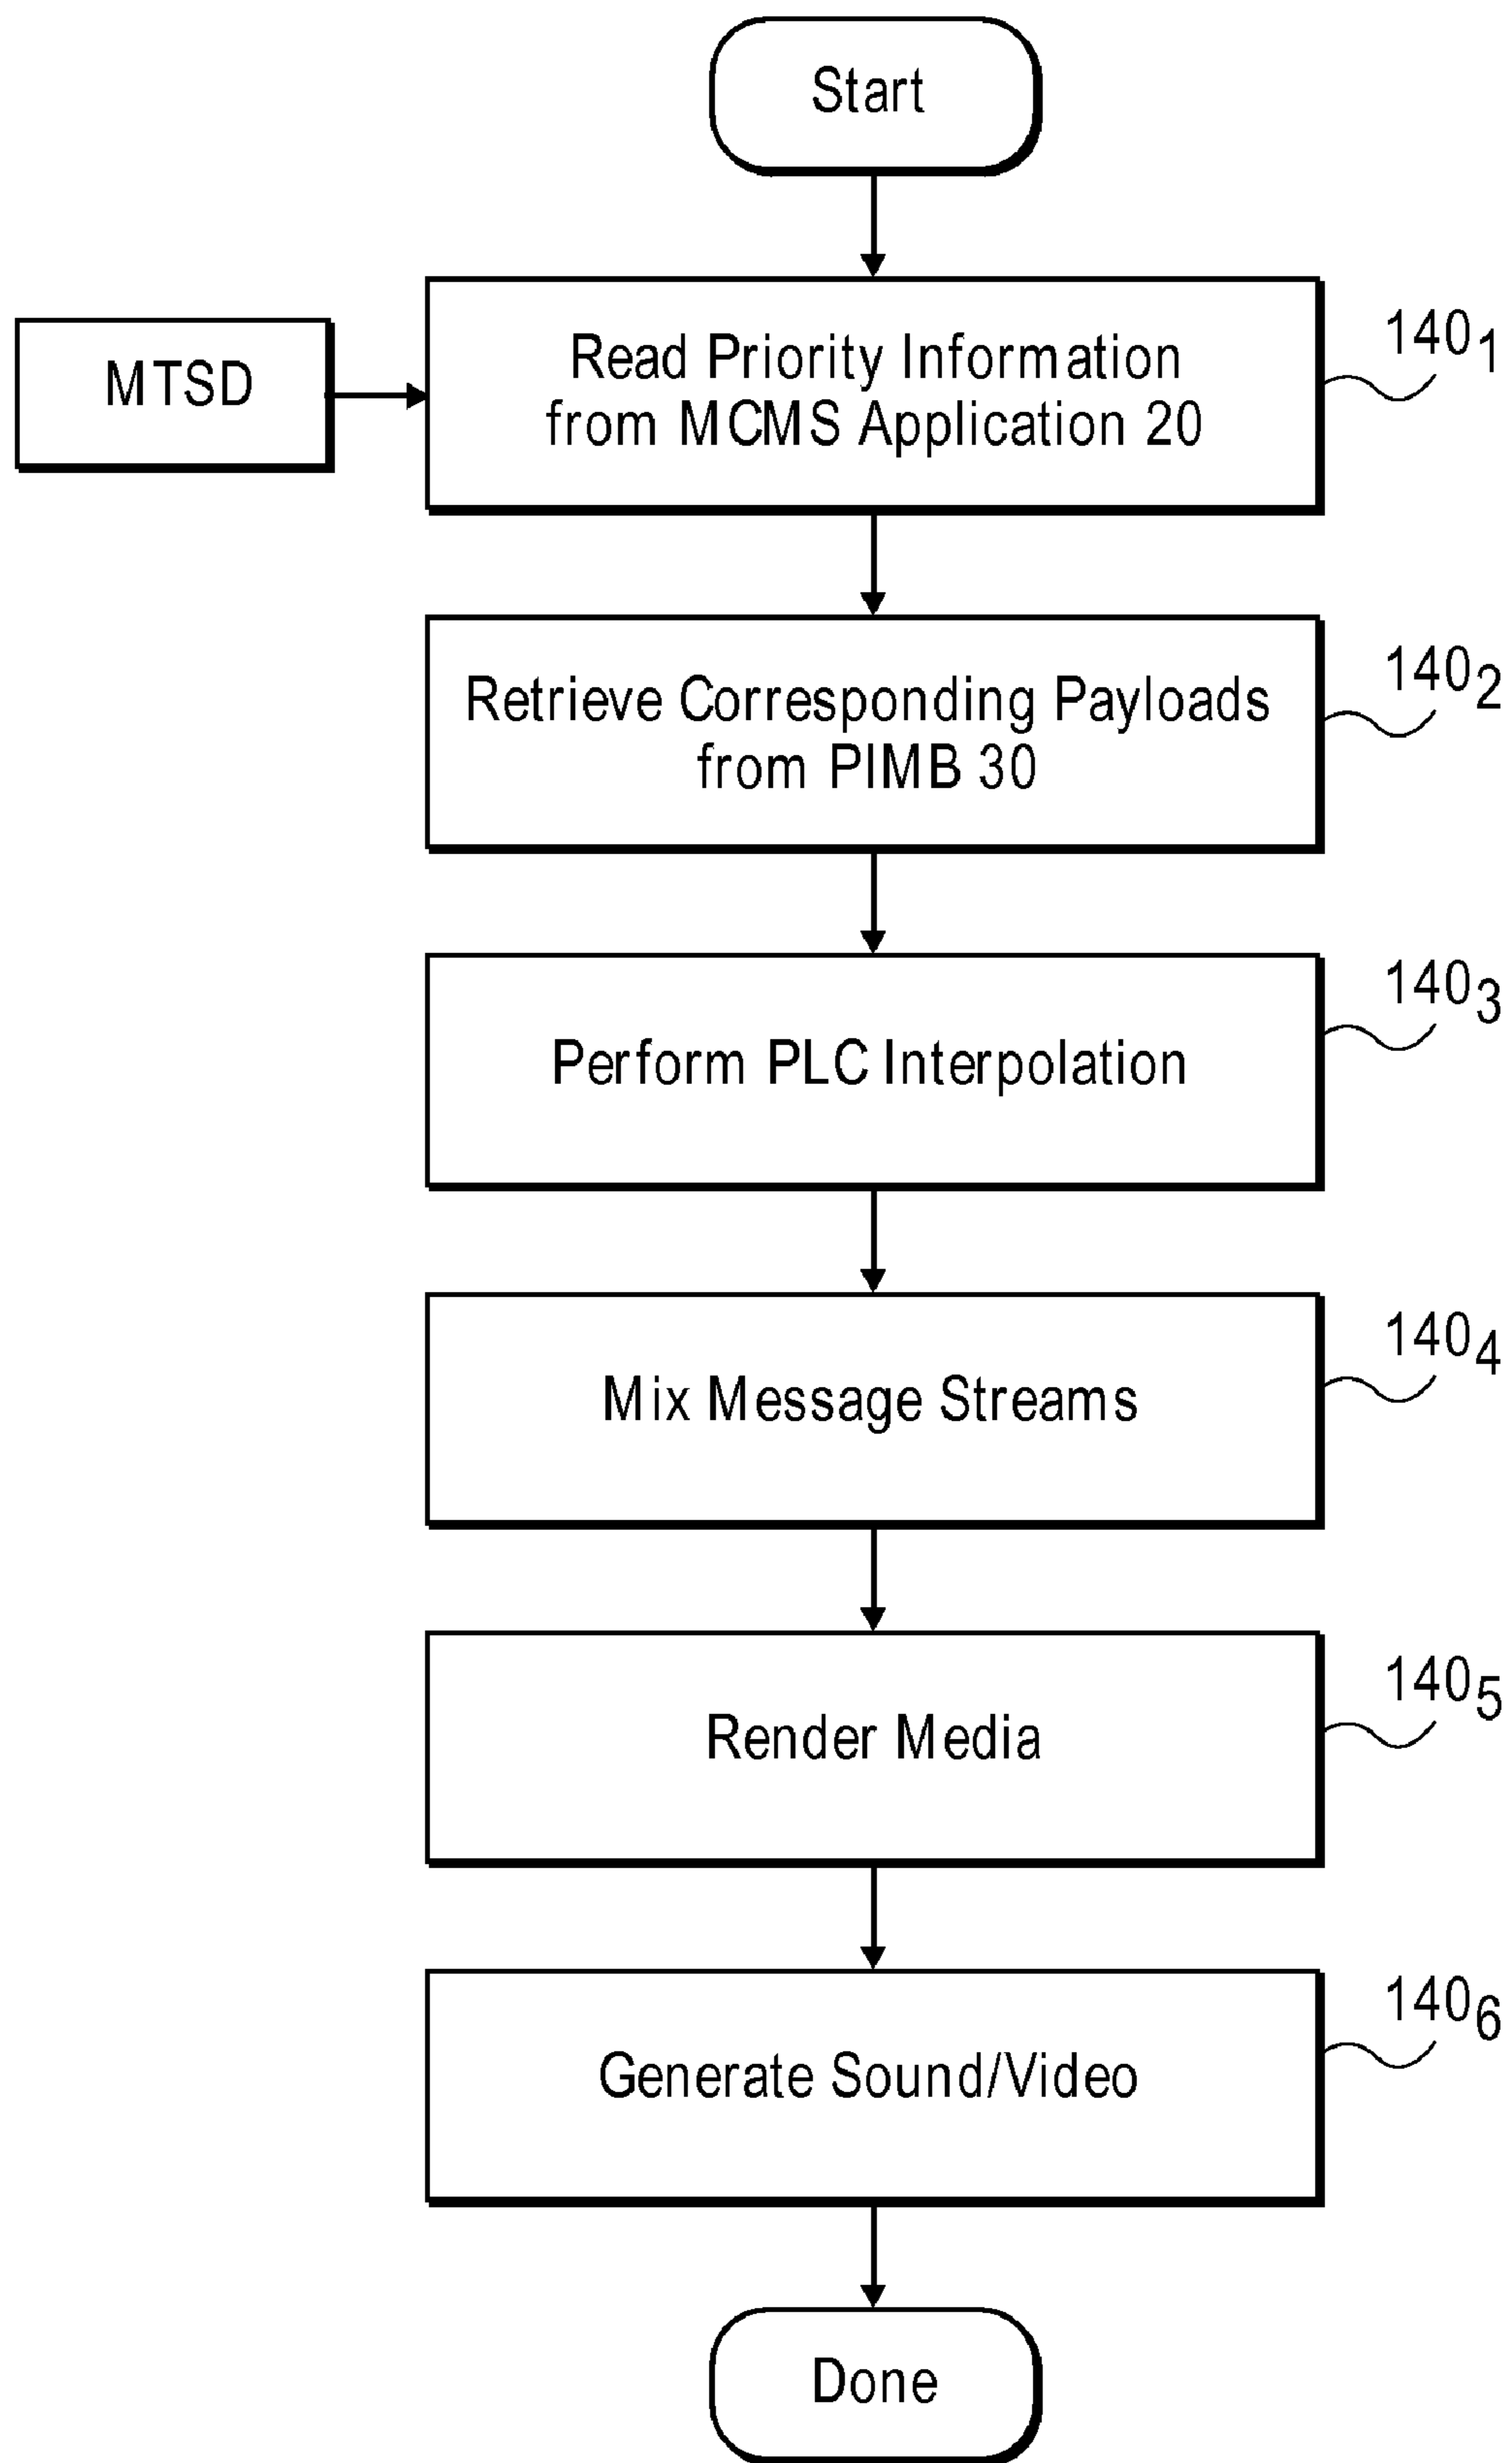 Start
MTSD
Read Priority Information
from MCMS Application 20
140₁
Retrieve Corresponding Payloads
from PIMB 30
140₂
Perform PLC Interpolation
140₃
Mix Message Streams
140₄
Render Media
140₅
Generate Sound/Video
140₆
Done